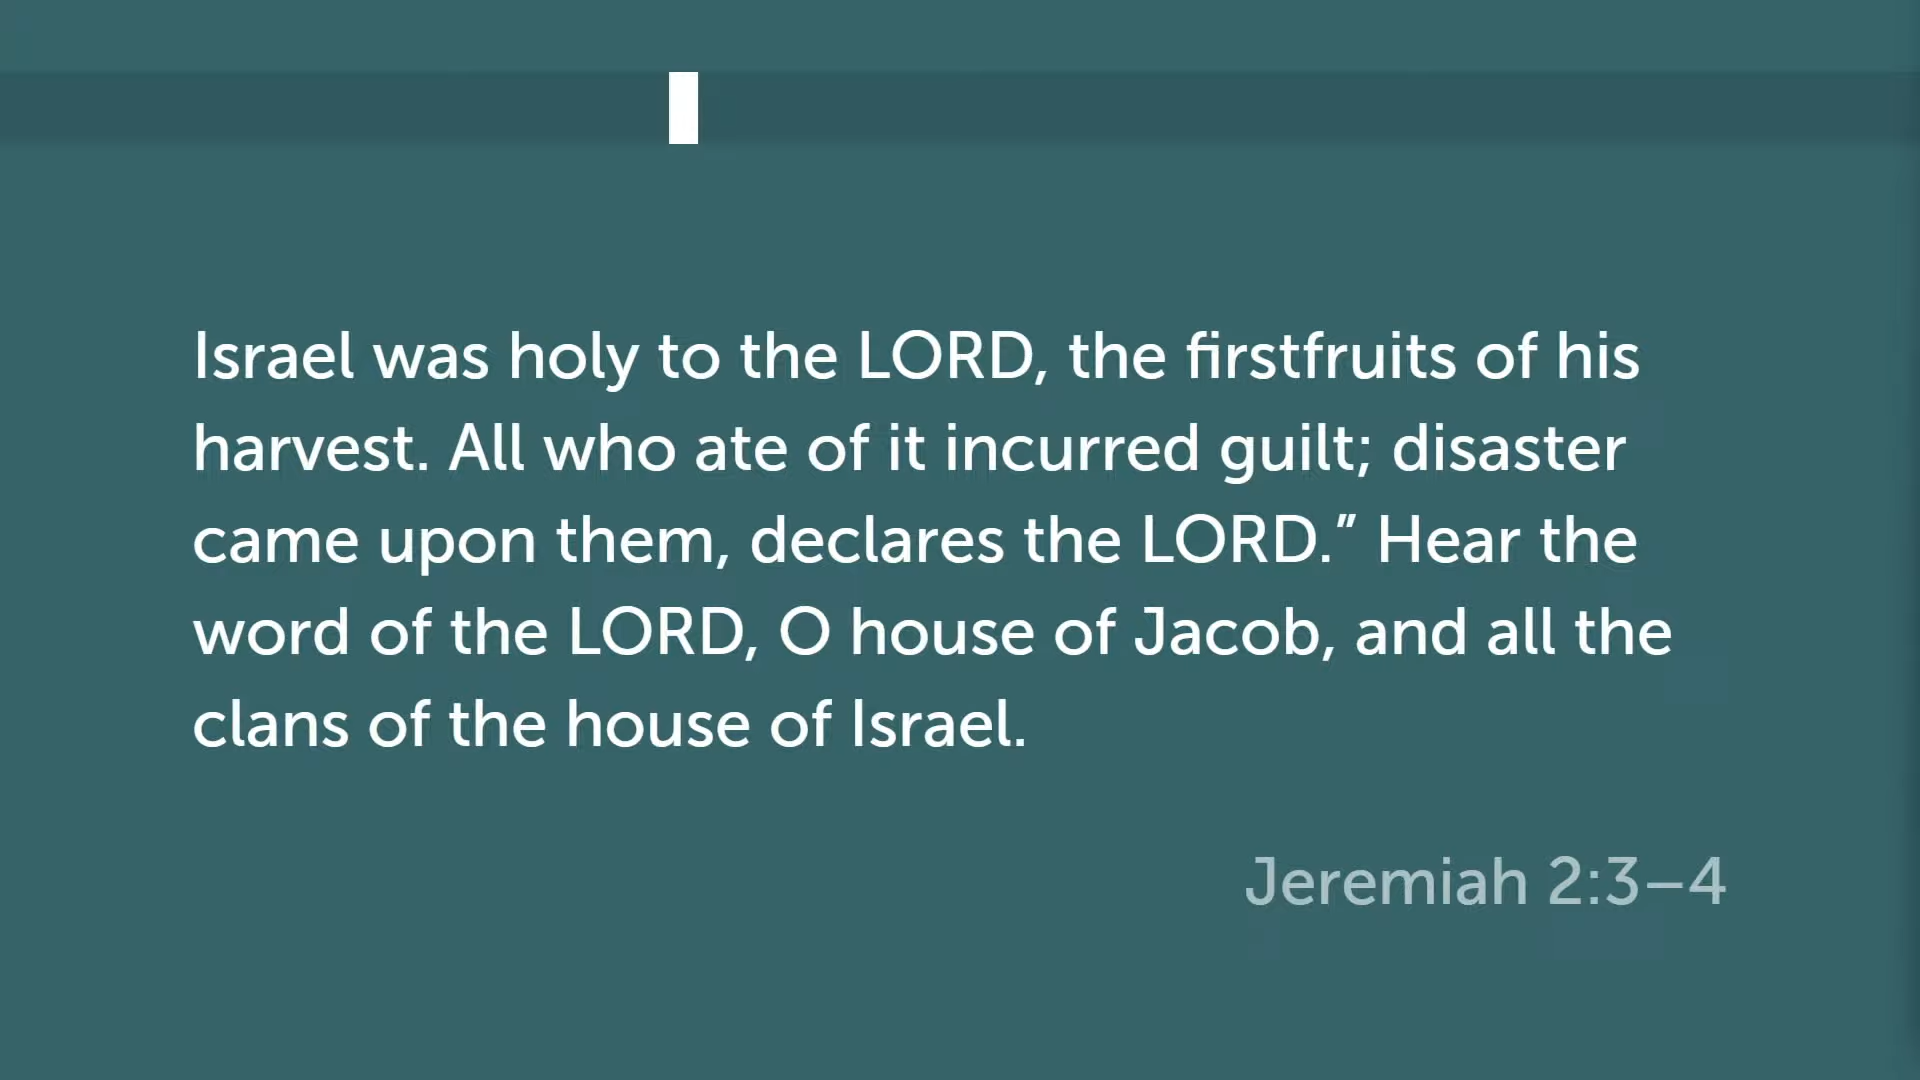 Israel was holy to the LORD, the firstfruits of his
harvest. All who ate of it incurred guilt; disaster
came upon them, declares the LORD.” Hear the
word of the LORD, O house of Jacob, and all the
clans of the house of Israel.
Jeremiah 2:3–4